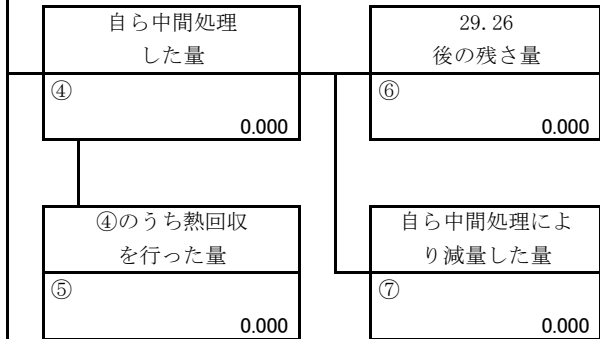 自ら中間処理
した量
④
0.000
29.26
後の残さ量
⑥
0.000
④のうち熱回収
を行った量
⑤
0.000
自ら中間処理によ
り減量した量
⑦
0.000